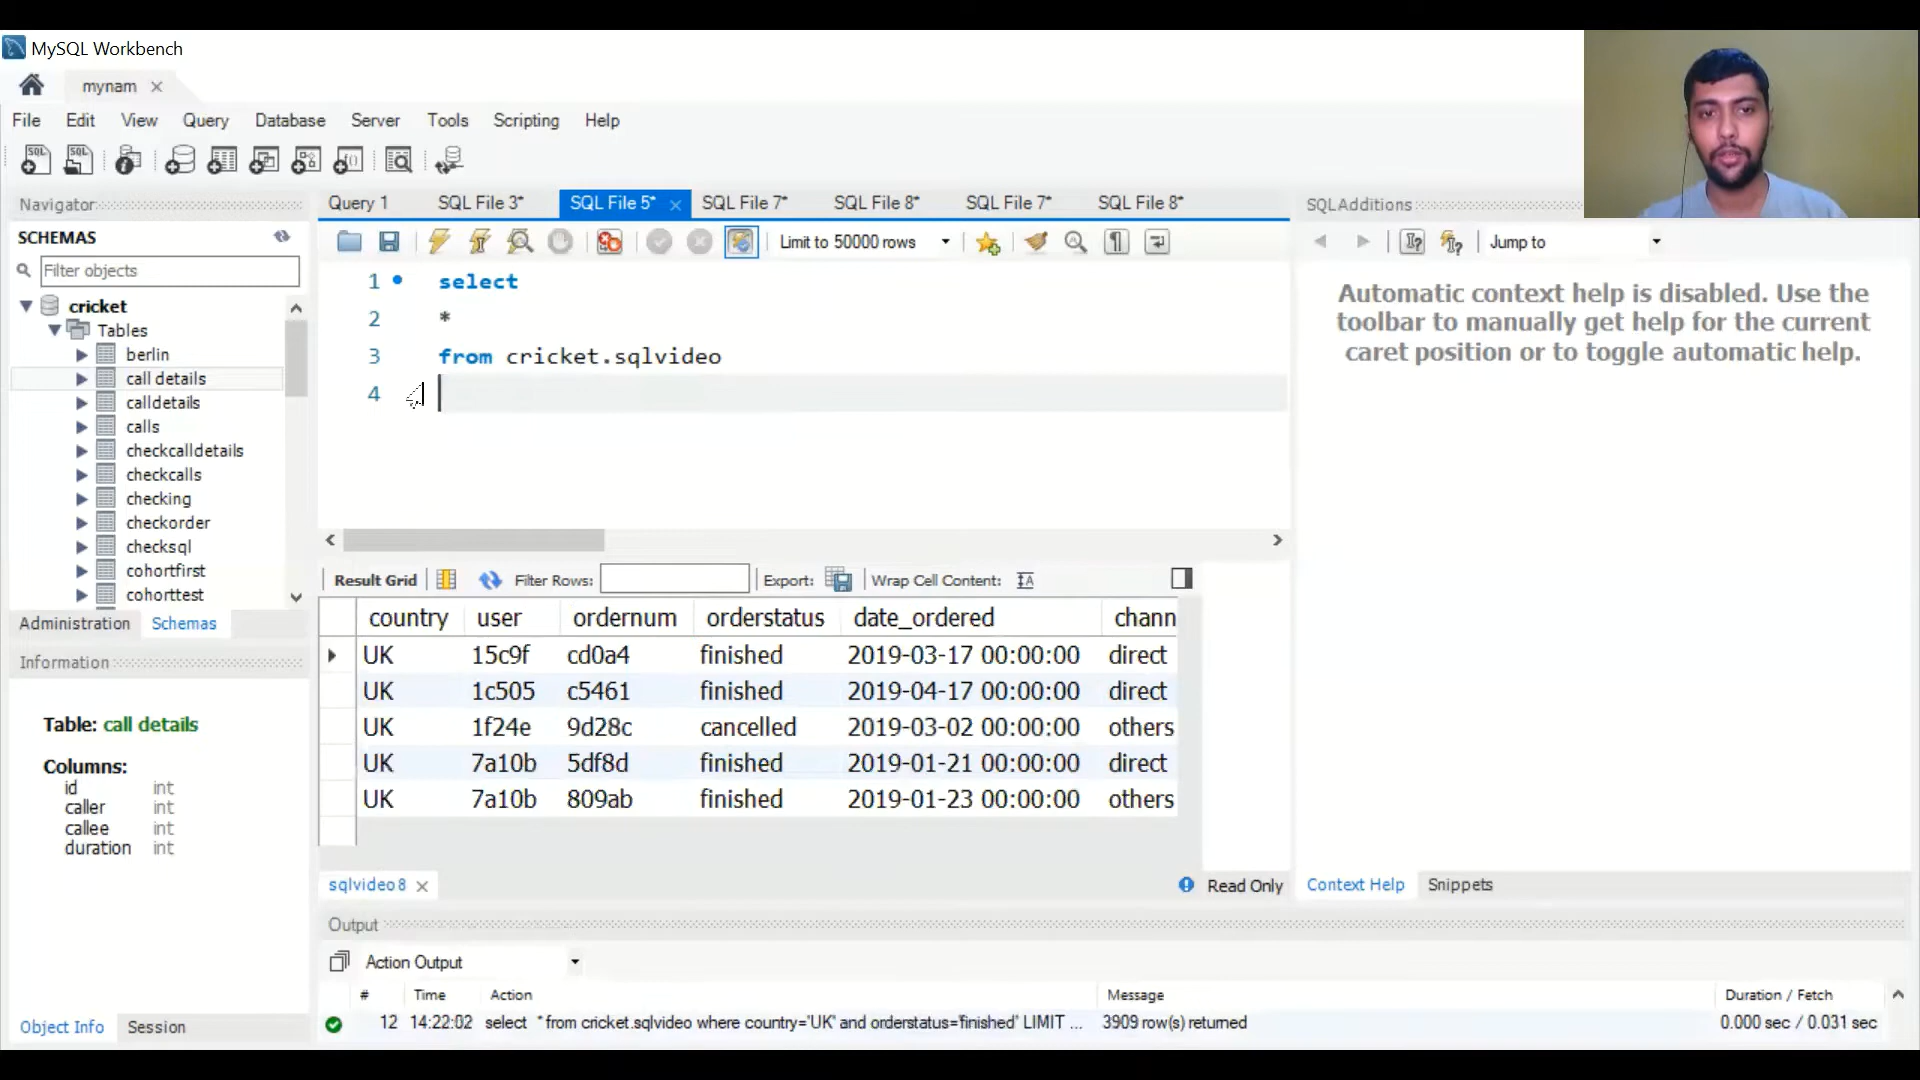 MySQL Workbench
mynam
File Edit View Query Database Server Tools Scripting Help
Navigator
SCHEMAS
Filter objects
cricket
Tables
berlin
call details
calldetails
calls
checkcalldetails
checkcalls
checking
checkorder
checksql
cohortfirst
cohorttest
Administration Schemas
Information
Table: call details
Columns:
id int
caller int
callee int
duration int
Object Info Session
Query 1 SQL File 3* SQL File 5* SQL File 7* SQL File 8* SQL File 7* SQL File 8*
Limit to 50000 rows
1 select
2 *
3 from cricket.sqlvideo
4
Result Grid Filter Rows: Export: Wrap Cell Content:
country user ordernum orderstatus date_ordered chann
UK 15c9f cd0a4 finished 2019-03-17 00:00:00 direct
UK 1c505 c5461 finished 2019-04-17 00:00:00 direct
UK 1f24e 9d28c cancelled 2019-03-02 00:00:00 others
UK 7a10b 5df8d finished 2019-01-21 00:00:00 direct
UK 7a10b 809ab finished 2019-01-23 00:00:00 others
sqlvideo 8 Read Only
SQLAdditions
Jump to
Automatic context help is disabled. Use the
toolbar to manually get help for the current
caret position or to toggle automatic help.
Context Help Snippets
Output
Action Output
# Time Action Message Duration / Fetch
12 14:22:02 select * from cricket.sqlvideo where country='UK' and orderstatus='finished' LIMIT ... 3909 row(s) returned 0.000 sec / 0.031 sec